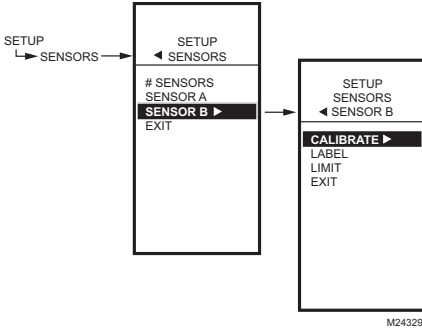 SETUP
SENSORS
SETUP
◄ SENSORS
# SENSORS
SENSOR A
SENSOR B ►
EXIT
SETUP
SENSORS
◄ SENSOR B
CALIBRATE ►
LABEL
LIMIT
EXIT
M24329